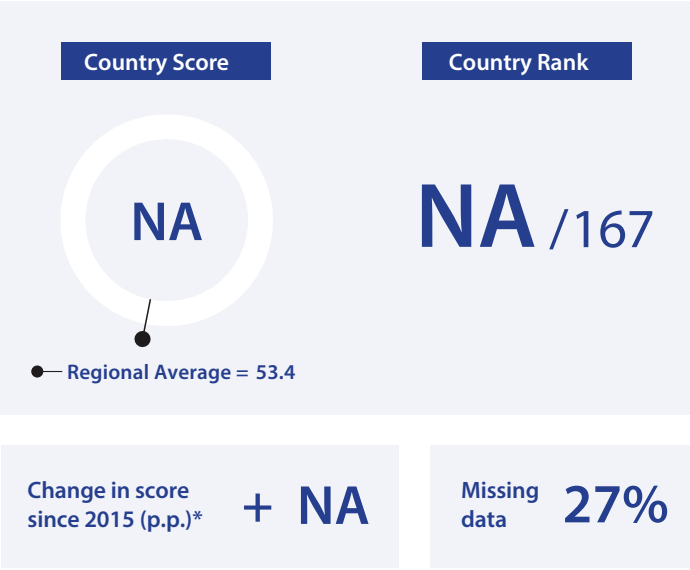 Country Score
Country Rank
NA
NA /167
Regional Average = 53.4
Change in score
since 2015 (p.p.)*
+ NA
Missing
data
27%